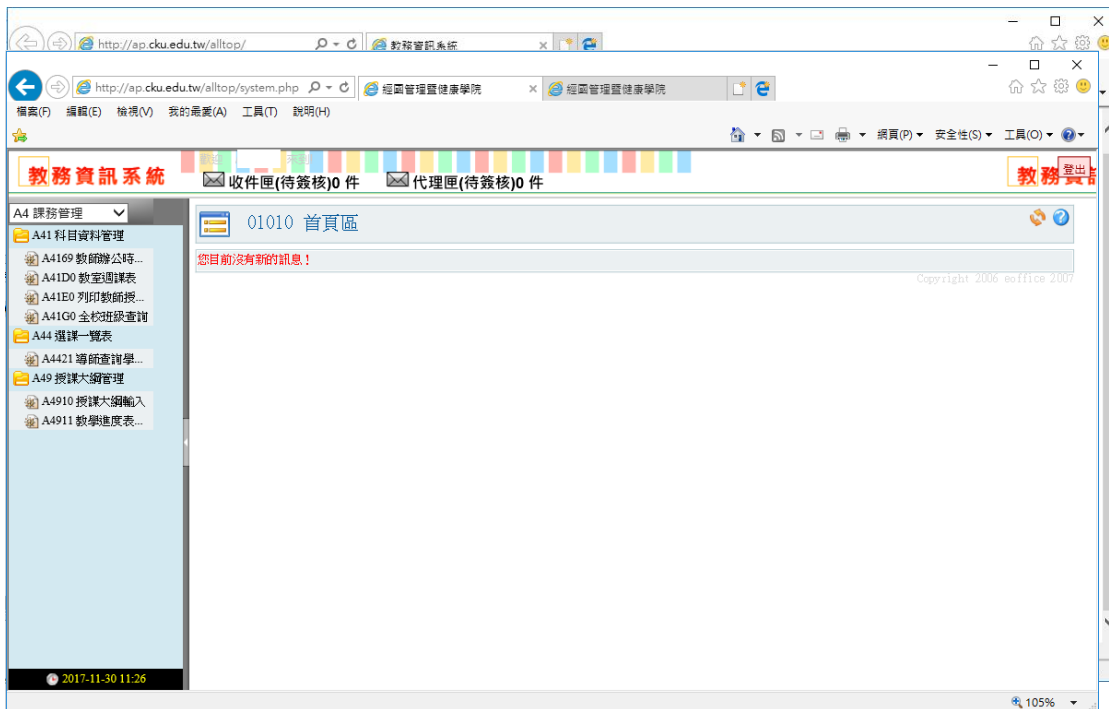 http://ap.cku.edu.tw/alltop/ 教務資訊系統
http://ap.cku.edu.tw/alltop/system.php 經國管理暨健康學院 經國管理暨健康學院
檔案(F) 編輯(E) 檢視(V) 我的最愛(A) 工具(T) 說明(H)
網頁(P) 安全性(S) 工具(O)
教務資訊系統
歡迎
收件匣(待簽核)0 件 代理匣(待簽核)0 件
教務資訊
登出
A4 課務管理
A41 科目資料管理
A4169 教師辦公時...
A41D0 教室週課表
A41E0 列印教師授...
A41G0 全校班級查詢
A44 選課一覽表
A4421 導師查詢學...
A49 授課大綱管理
A4910 授課大綱輸入
A4911 教學進度表...
01010 首頁區
您目前沒有新的訊息！
Copyright 2006 eoffice 2007
2017-11-30 11:26
105%